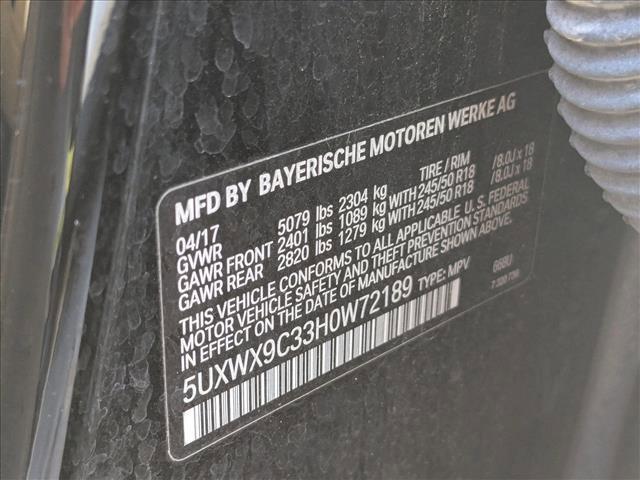 MFD BY BAYERISCHE MOTOREN WERKE AG
04/17 TIRE / RIM
GVWR 5079 lbs 2304 kg
GAWR FRONT 2401 lbs 1089 kg WITH 245/50 R18 /8.0J x 18
GAWR REAR 2820 lbs 1279 kg WITH 245/50 R18 /8.0J x 18
THIS VEHICLE CONFORMS TO ALL APPLICABLE U. S. FEDERAL
MOTOR VEHICLE SAFETY AND THEFT PREVENTION STANDARDS
IN EFFECT ON THE DATE OF MANUFACTURE SHOWN ABOVE.
5UXWX9C33H0W72189 TYPE: MPV